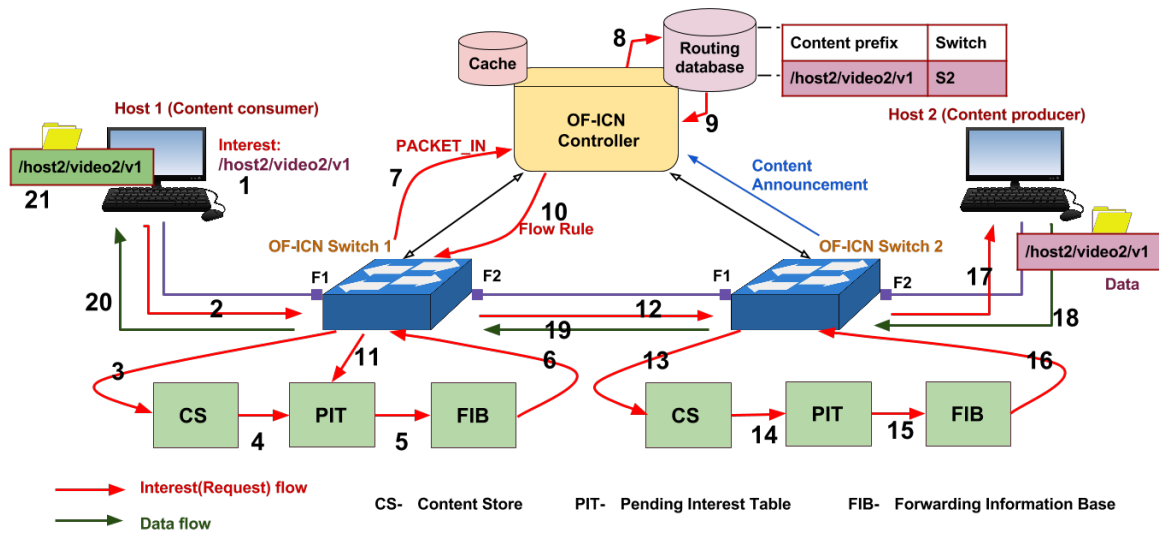 8
9
Cache
Routing
database
Content prefix
Switch
/host2/video2/v1
S2
OF-ICN
Controller
Host 1 (Content consumer)
Interest:
/host2/video2/v1
1
/host2/video2/v1
21
PACKET_IN
7
10
Flow Rule
Content
Announcement
Host 2 (Content producer)
/host2/video2/v1
Data
OF-ICN Switch 1
OF-ICN Switch 2
F1
F2
F1
F2
20
2
12
19
17
18
3
11
6
13
16
CS
PIT
FIB
CS
PIT
FIB
4
5
14
15
Interest(Request) flow
Data flow
CS- Content Store
PIT- Pending Interest Table
FIB- Forwarding Information Base